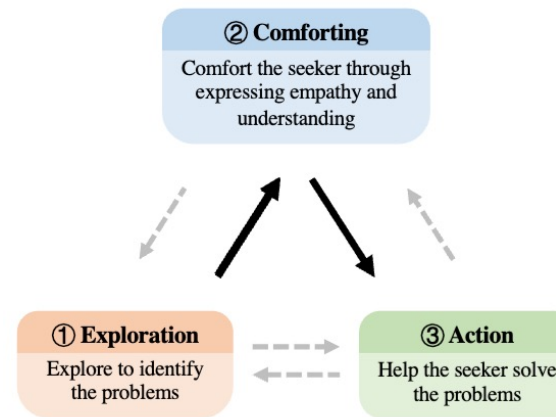 ② Comforting
Comfort the seeker through
expressing empathy and
understanding
① Exploration
Explore to identify
the problems
③ Action
Help the seeker solve
the problems